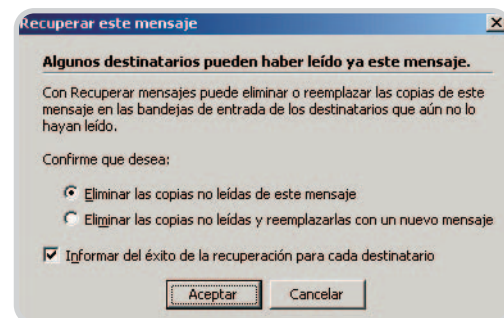 Recuperar este mensaje
Algunos destinatarios pueden haber leído ya este mensaje.
Con Recuperar mensajes puede eliminar o reemplazar las copias de este
mensaje en las bandejas de entrada de los destinatarios que aún no lo
hayan leído.
Confirme que desea:
Eliminar las copias no leídas de este mensaje
Eliminar las copias no leídas y reemplazarlas con un nuevo mensaje
Informar del éxito de la recuperación para cada destinatario
Aceptar Cancelar